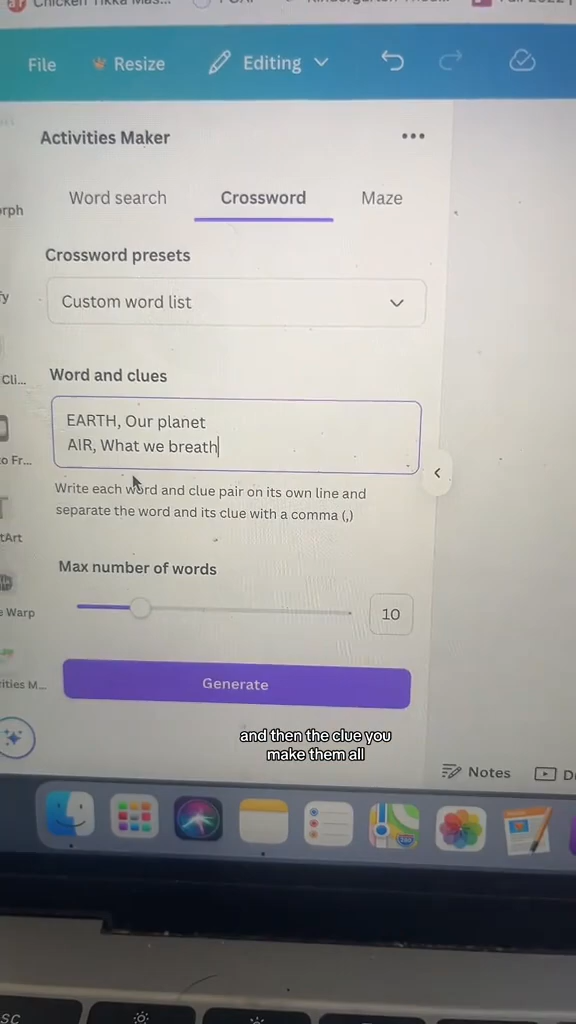 Chicken Tikka Mas...
File
Resize
Editing
Activities Maker
•••
Word search
Crossword
Maze
Crossword presets
Custom word list
Word and clues
EARTH, Our planet
AIR, What we breath
Write each word and clue pair on its own line and
separate the word and its clue with a comma (,)
Max number of words
10
Generate
and then the clue you
make them all
Notes